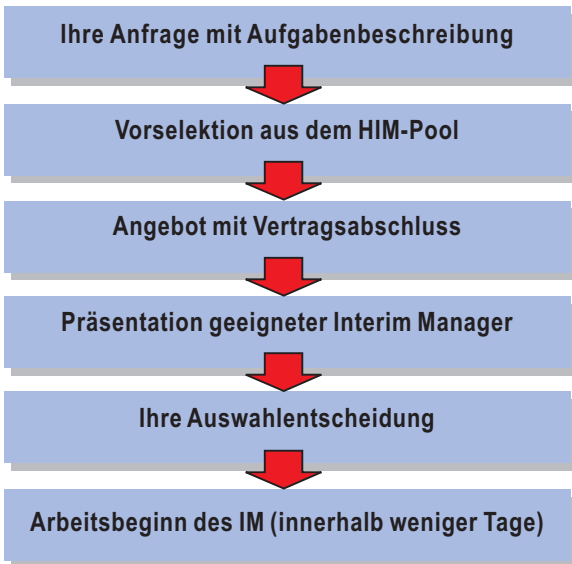 Ihre Anfrage mit Aufgabenbeschreibung
Vorselektion aus dem HIM-Pool
Angebot mit Vertragsabschluss
Präsentation geeigneter Interim Manager
Ihre Auswahlentscheidung
Arbeitsbeginn des IM (innerhalb weniger Tage)